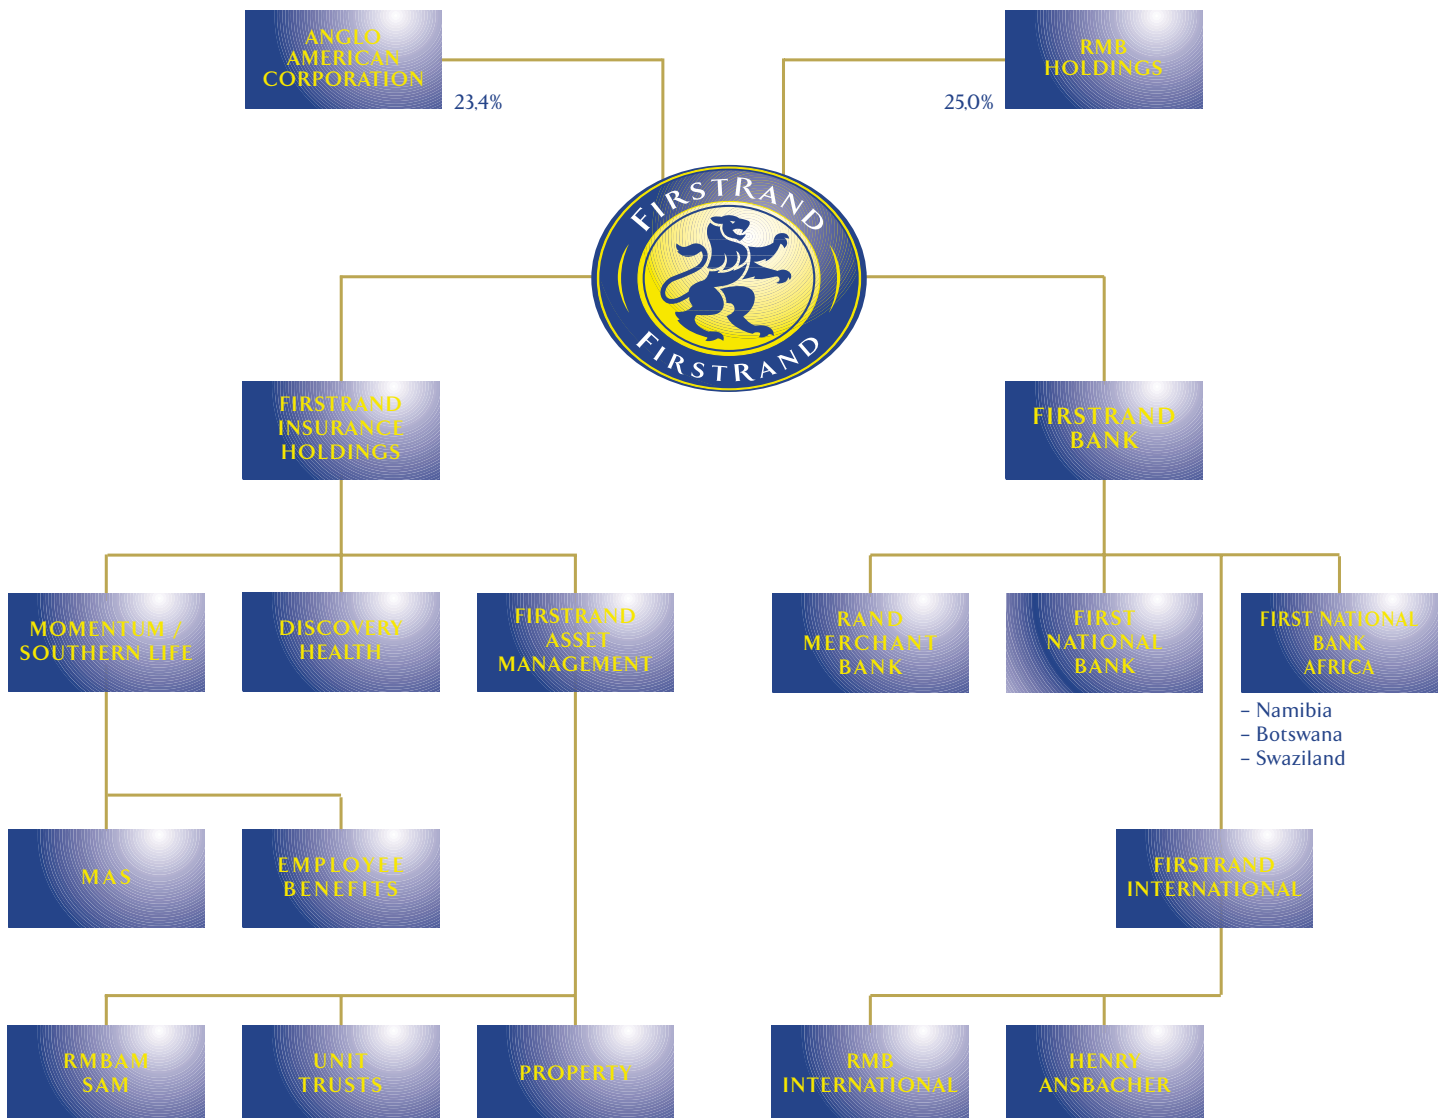 ANGLO
AMERICAN
CORPORATION
23,4%
RMB
HOLDINGS
25,0%
FIRSTRAND
FIRSTRAND
FIRSTRAND
INSURANCE
HOLDINGS
FIRSTRAND
BANK
MOMENTUM /
SOUTHERN LIFE
DISCOVERY
HEALTH
FIRSTRAND
ASSET
MANAGEMENT
RAND
MERCHANT
BANK
FIRST
NATIONAL
BANK
FIRST NATIONAL
BANK
AFRICA
– Namibia
– Botswana
– Swaziland
MAS
EMPLOYEE
BENEFITS
FIRSTRAND
INTERNATIONAL
RMBAM
SAM
UNIT
TRUSTS
PROPERTY
RMB
INTERNATIONAL
HENRY
ANSBACHER